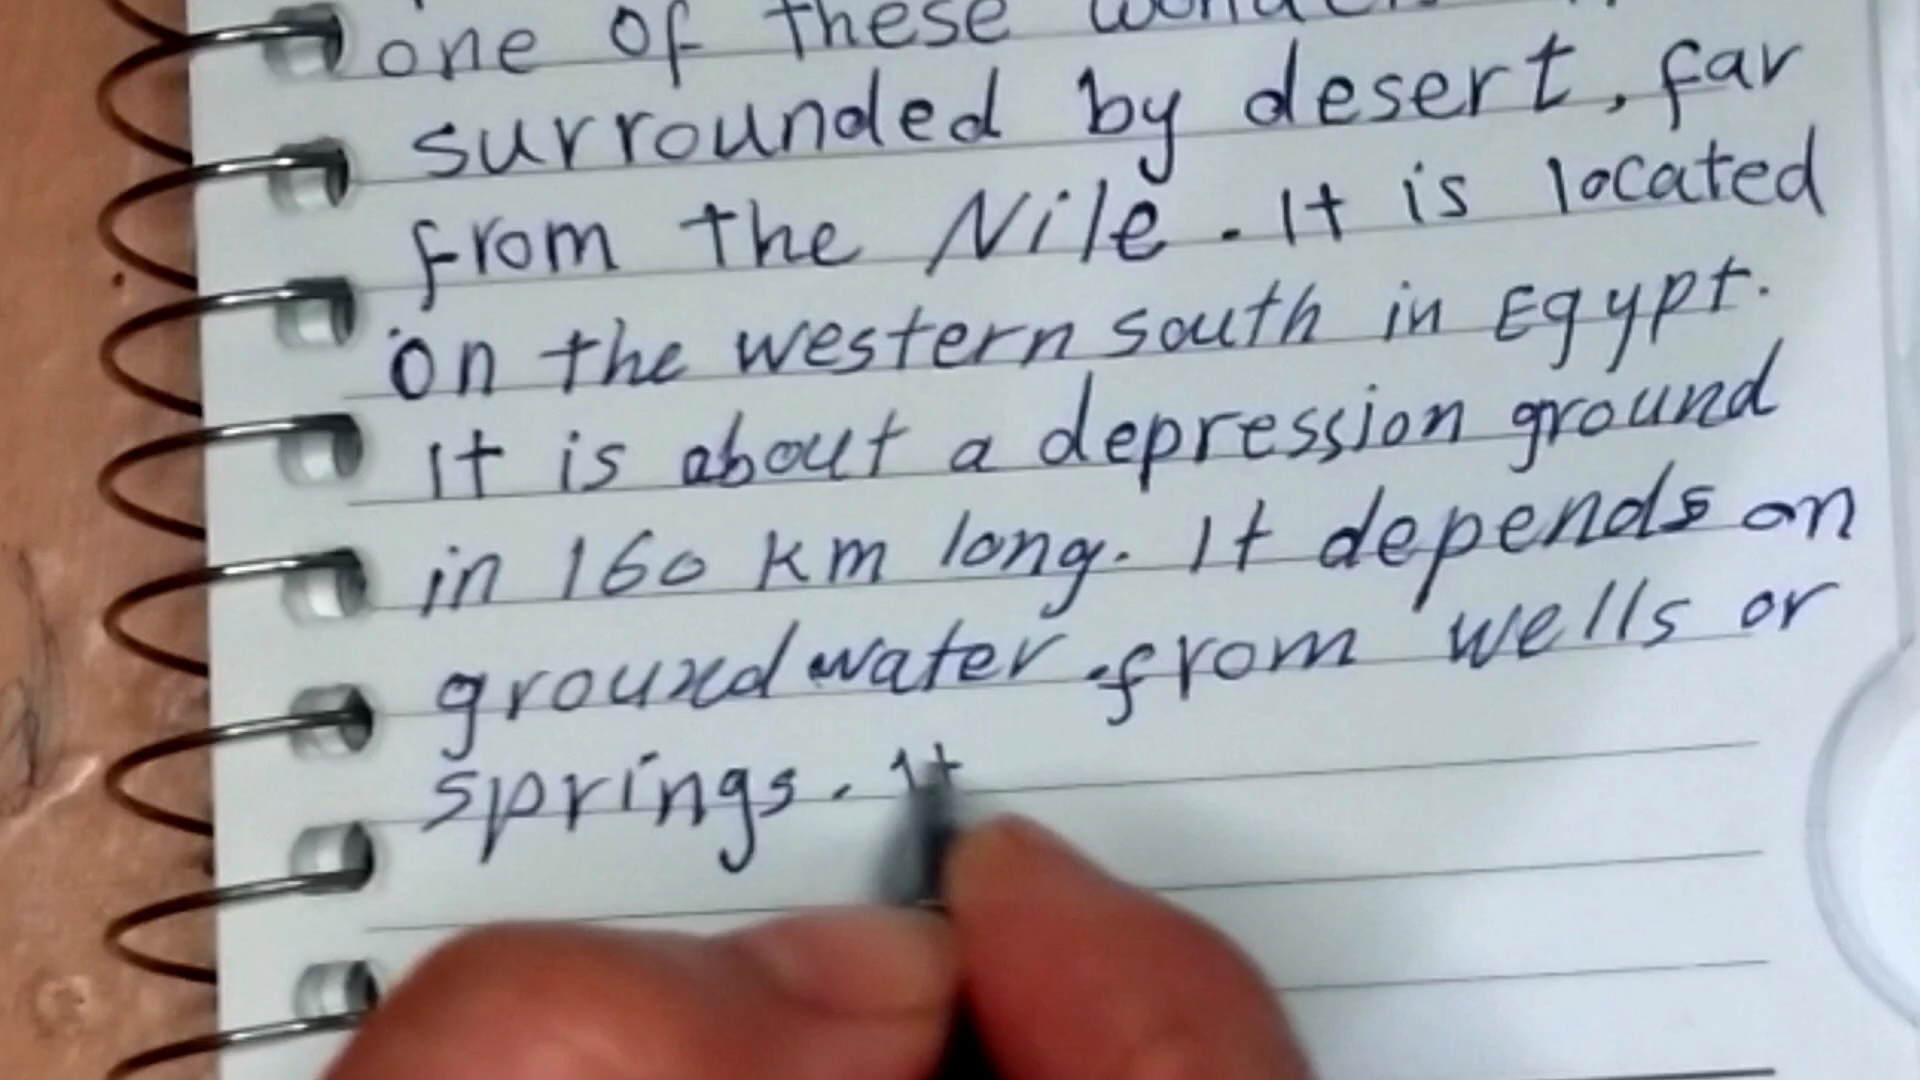 one of these
surrounded by desert, far
from the Nile. It is located
on the western south in Egypt.
It is about a depression ground
in 160 km long. It depends on
groundwater from wells or
springs. It